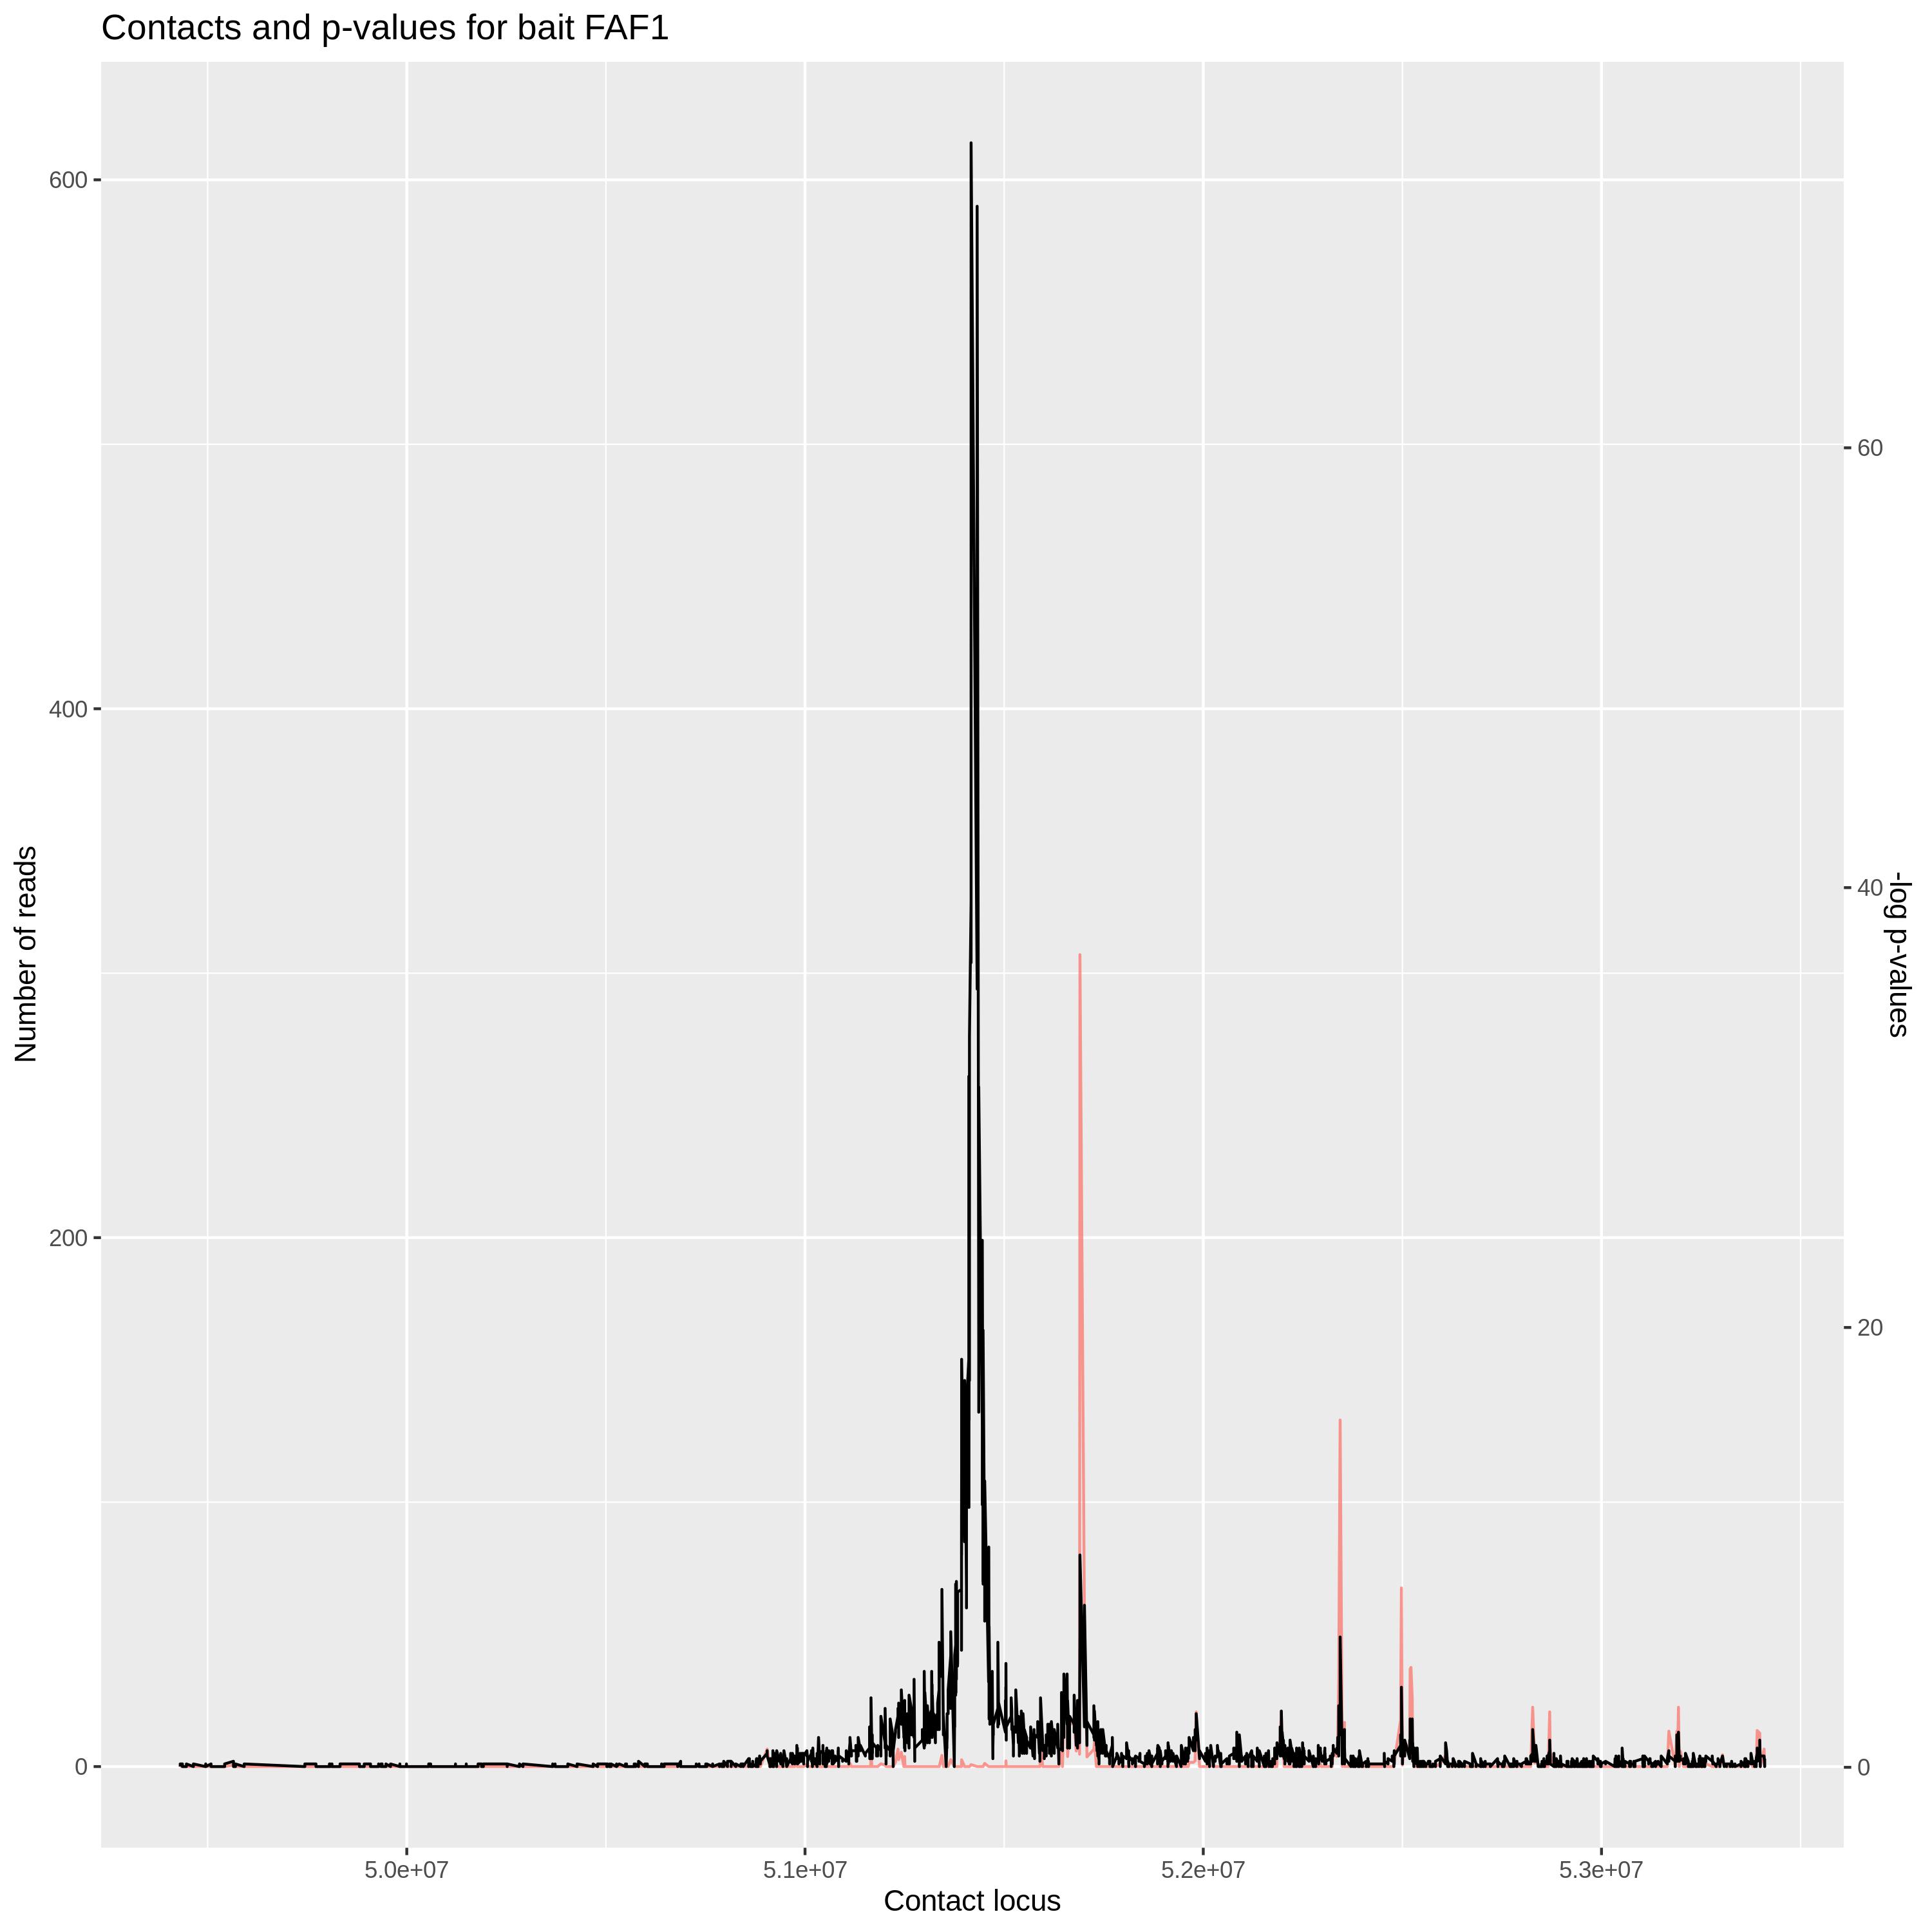 Contacts and p-values for bait FAF1
600
400
200
0
60
40
20
0
Number of reads
-log p-values
5.0e+07
5.1e+07
5.2e+07
5.3e+07
Contact locus